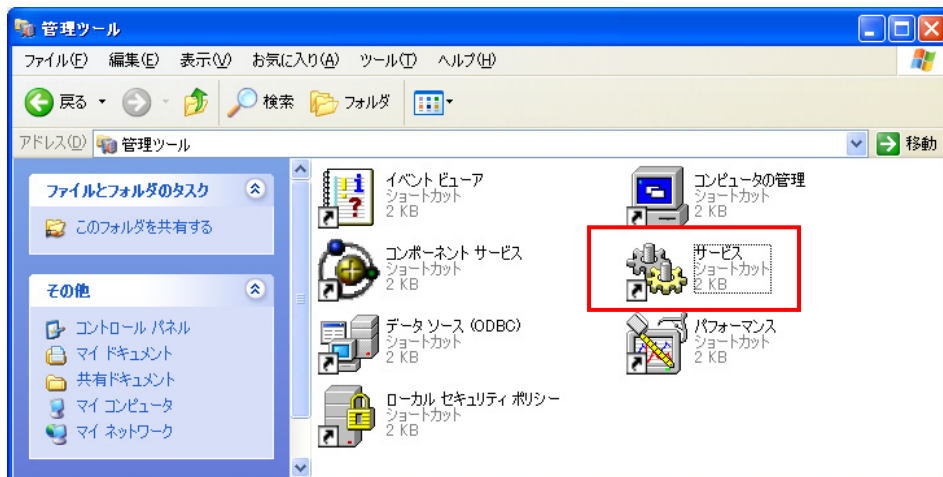 管理ツール
ファイル(F) 編集(E) 表示(V) お気に入り(A) ツール(T) ヘルプ(H)
戻る 検索 フォルダ
アドレス(D) 管理ツール 移動
ファイルとフォルダのタスク
このフォルダを共有する
その他
コントロール パネル
マイ ドキュメント
共有ドキュメント
マイ コンピュータ
マイ ネットワーク
イベント ビューア
ショートカット
2 KB
コンピュータの管理
ショートカット
2 KB
コンポーネント サービス
ショートカット
2 KB
サービス
ショートカット
2 KB
データ ソース (ODBC)
ショートカット
2 KB
パフォーマンス
ショートカット
2 KB
ローカル セキュリティ ポリシー
ショートカット
2 KB